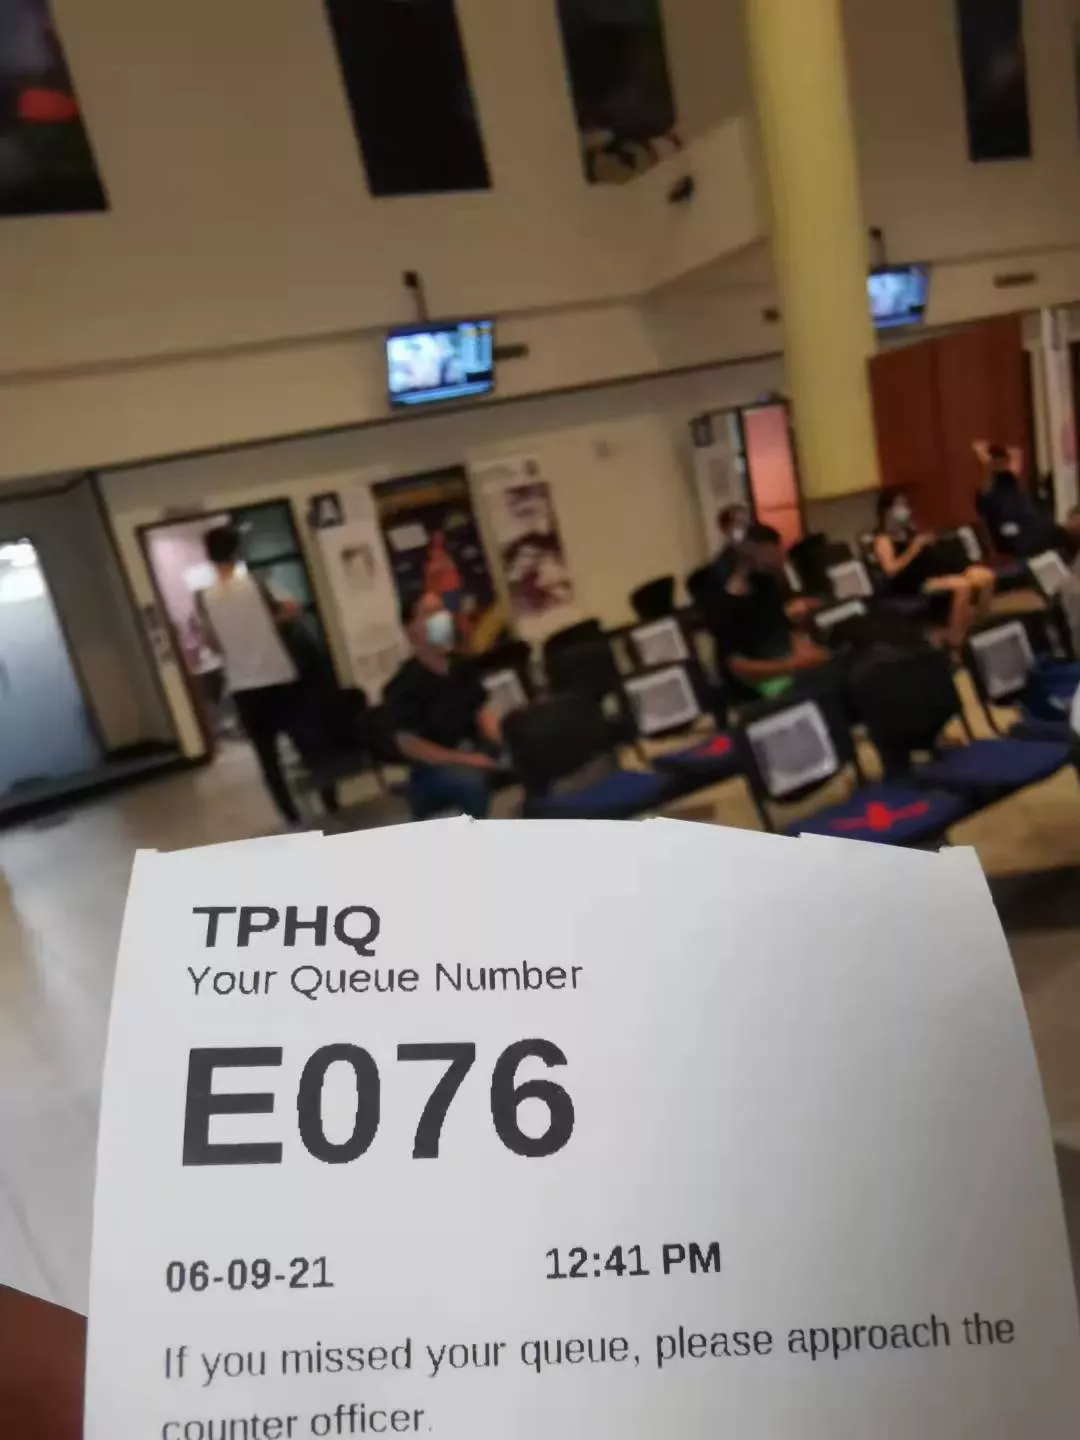 TPHQ
Your Queue Number
E076
06-09-21 12:41 PM
If you missed your queue, please approach the
counter officer.